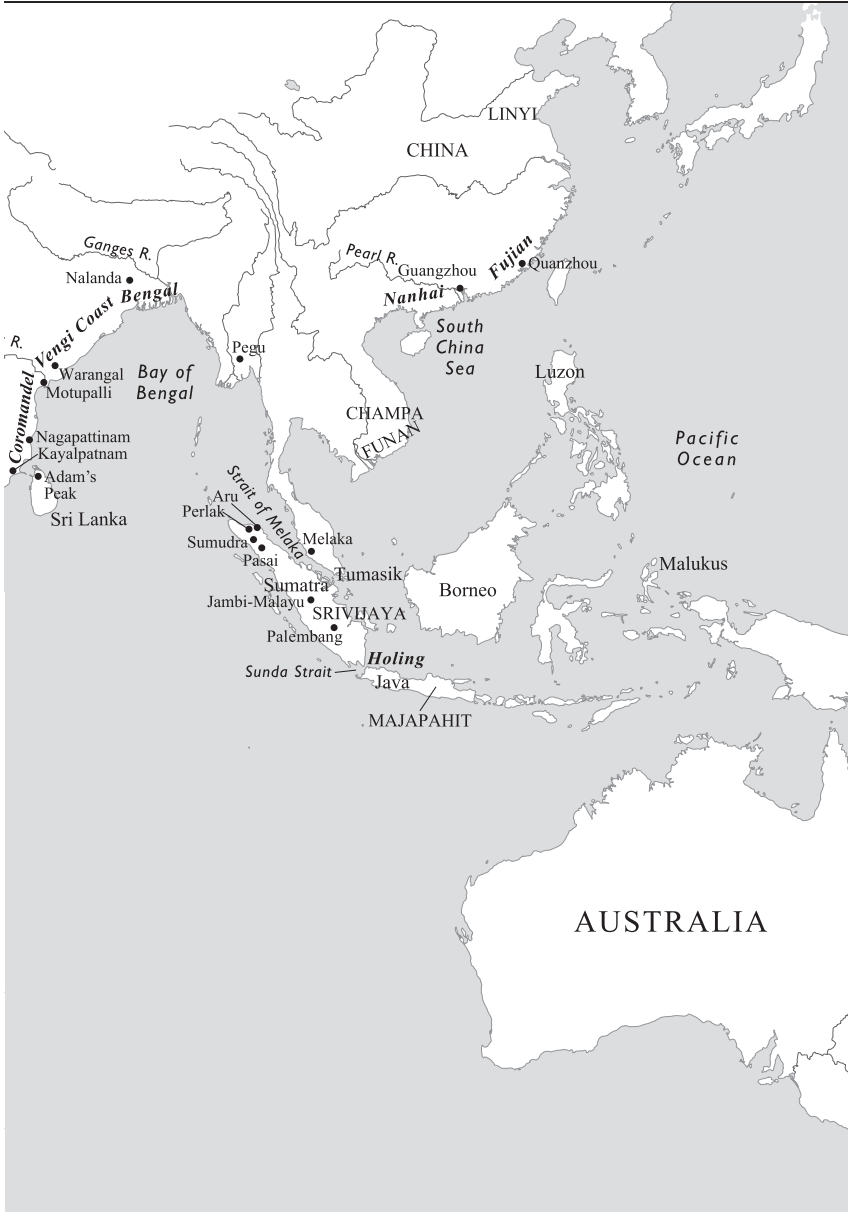 LINYI
CHINA
Ganges R.
Pearl R.
Fujian
Quanzhou
Guangzhou
Nalanda
Nanhai
Bengal
Vengi Coast
South
China
Sea
R.
Pegu
Warangal
Motupalli
Bay of
Bengal
Luzon
Coromandel
CHAMPA
FUNAN
Nagapattinam
Kayalpatnam
Pacific
Ocean
Adam's
Peak
Sri Lanka
Strait of Melaka
Aru
Perlak
Sumudra
Pasai
Melaka
Malukus
Tumasik
Sumatra
Borneo
Jambi-Malayu
SRIVIJAYA
Palembang
Holing
Sunda Strait
Java
MAJAPAHIT
AUSTRALIA